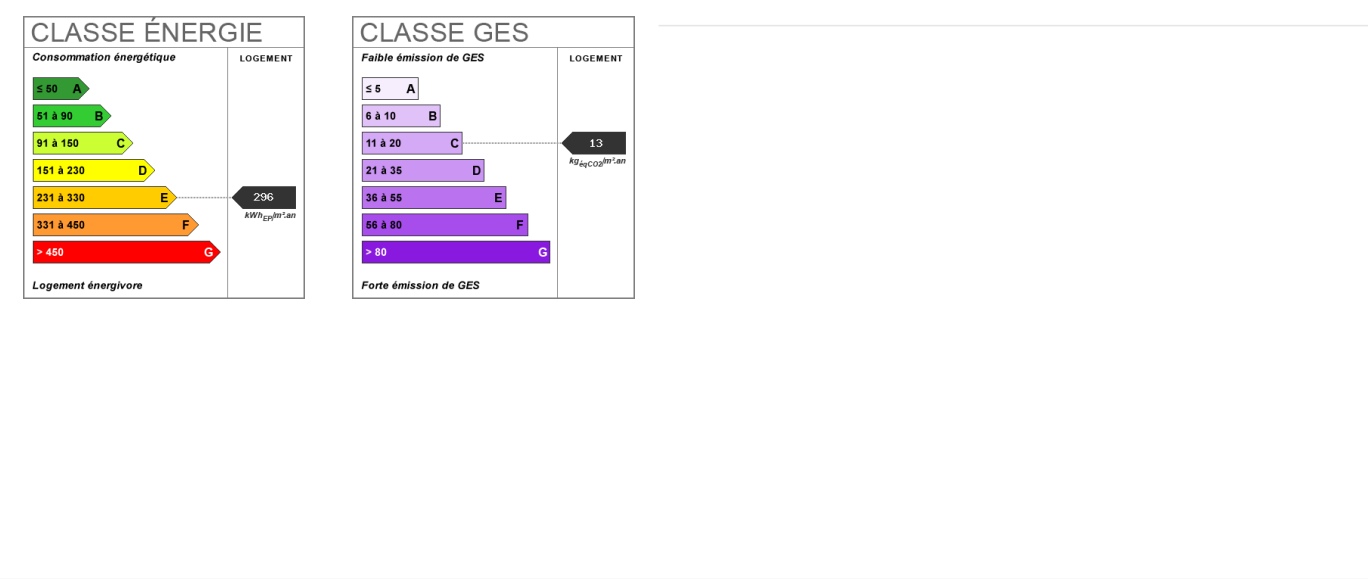 CLASSE ÉNERGIE
Consommation énergétique
LOGEMENT
≤ 50 A
51 à 90 B
91 à 150 C
151 à 230 D
231 à 330 E
296
kWhEP/m².an
331 à 450 F
> 450 G
Logement énergivore
CLASSE GES
Faible émission de GES
LOGEMENT
≤ 5 A
6 à 10 B
11 à 20 C
13
kgéqCO2/m².an
21 à 35 D
36 à 55 E
56 à 80 F
> 80 G
Forte émission de GES